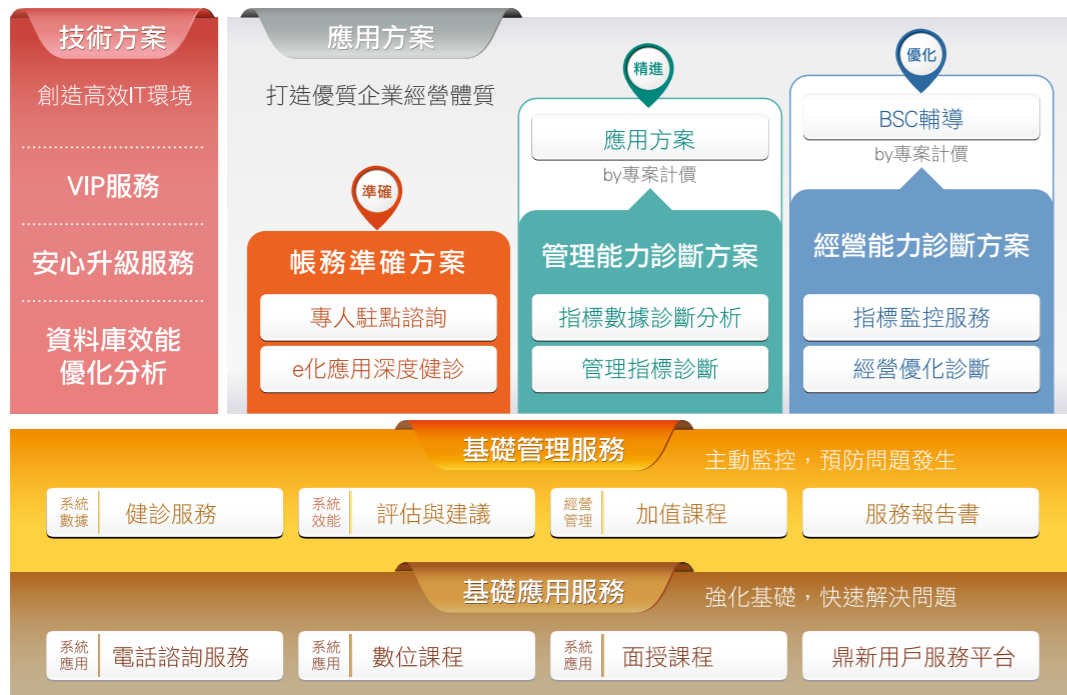 技術方案
創造高效IT環境
VIP服務
安心升級服務
資料庫效能
優化分析
應用方案
打造優質企業經營體質
準確
帳務準確方案
專人駐點諮詢
e化應用深度健診
精進
應用方案
by專案計價
管理能力診斷方案
指標數據診斷分析
管理指標診斷
優化
BSC輔導
by專案計價
經營能力診斷方案
指標監控服務
經營優化診斷
基礎管理服務
主動監控，預防問題發生
系統
數據
健診服務
系統
效能
評估與建議
經營
管理
加值課程
服務報告書
基礎應用服務
強化基礎，快速解決問題
系統
應用
電話諮詢服務
系統
應用
數位課程
系統
應用
面授課程
鼎新用戶服務平台